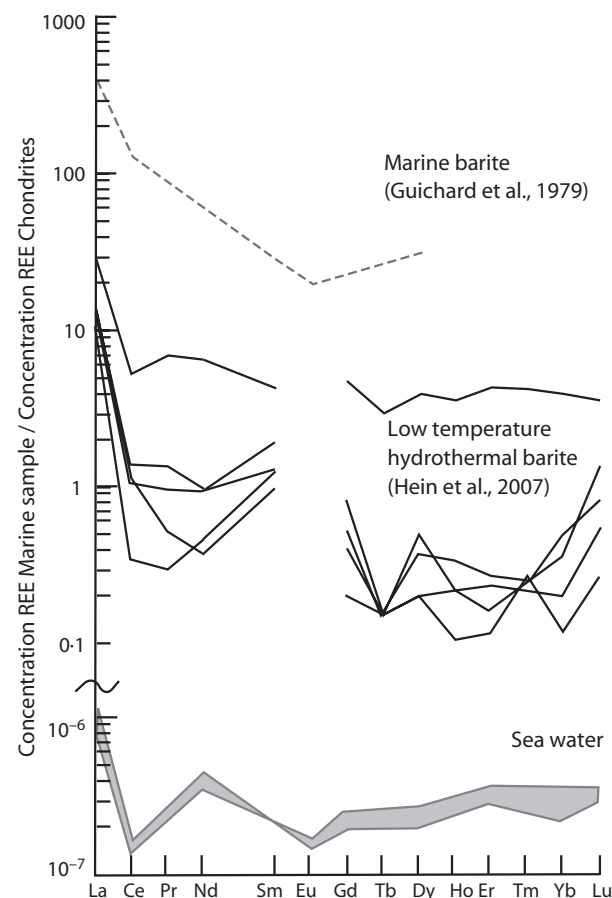 Concentration REE Marine sample / Concentration REE Chondrites
1000
100
10
1
0·1
10⁻⁶
10⁻⁷
Marine barite
(Guichard et al., 1979)
Low temperature
hydrothermal barite
(Hein et al., 2007)
Sea water
La Ce Pr Nd Sm Eu Gd Tb Dy Ho Er Tm Yb Lu